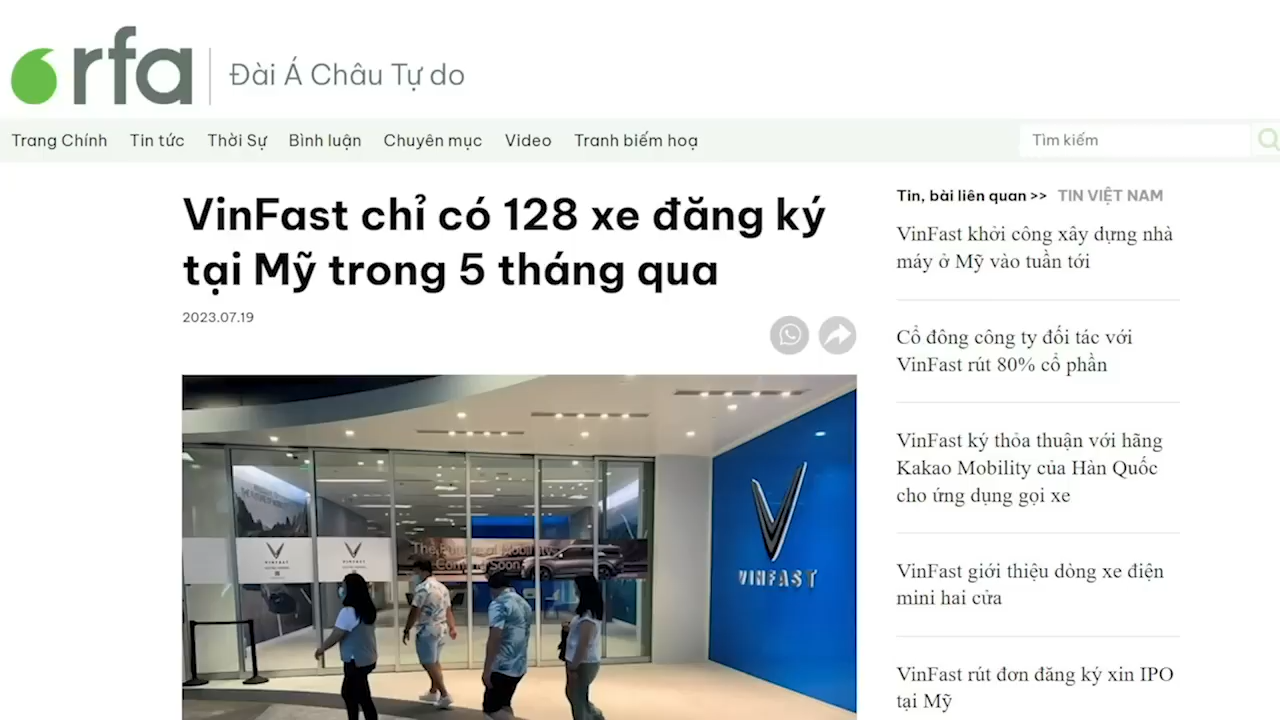 rfa
Đài Á Châu Tự do
Trang Chính Tin tức Thời Sự Bình luận Chuyên mục Video Tranh biếm hoạ
Tìm kiếm
VinFast chỉ có 128 xe đăng ký
tại Mỹ trong 5 tháng qua
2023.07.19
The Future of Mobility
Coming Soon
VINFAST
VINFAST
VINFAST
Tin, bài liên quan >> TIN VIỆT NAM
VinFast khởi công xây dựng nhà
máy ở Mỹ vào tuần tới
Cổ đông công ty đối tác với
VinFast rút 80% cổ phần
VinFast ký thỏa thuận với hãng
Kakao Mobility của Hàn Quốc
cho ứng dụng gọi xe
VinFast giới thiệu dòng xe điện
mini hai cửa
VinFast rút đơn đăng ký xin IPO
tại Mỹ